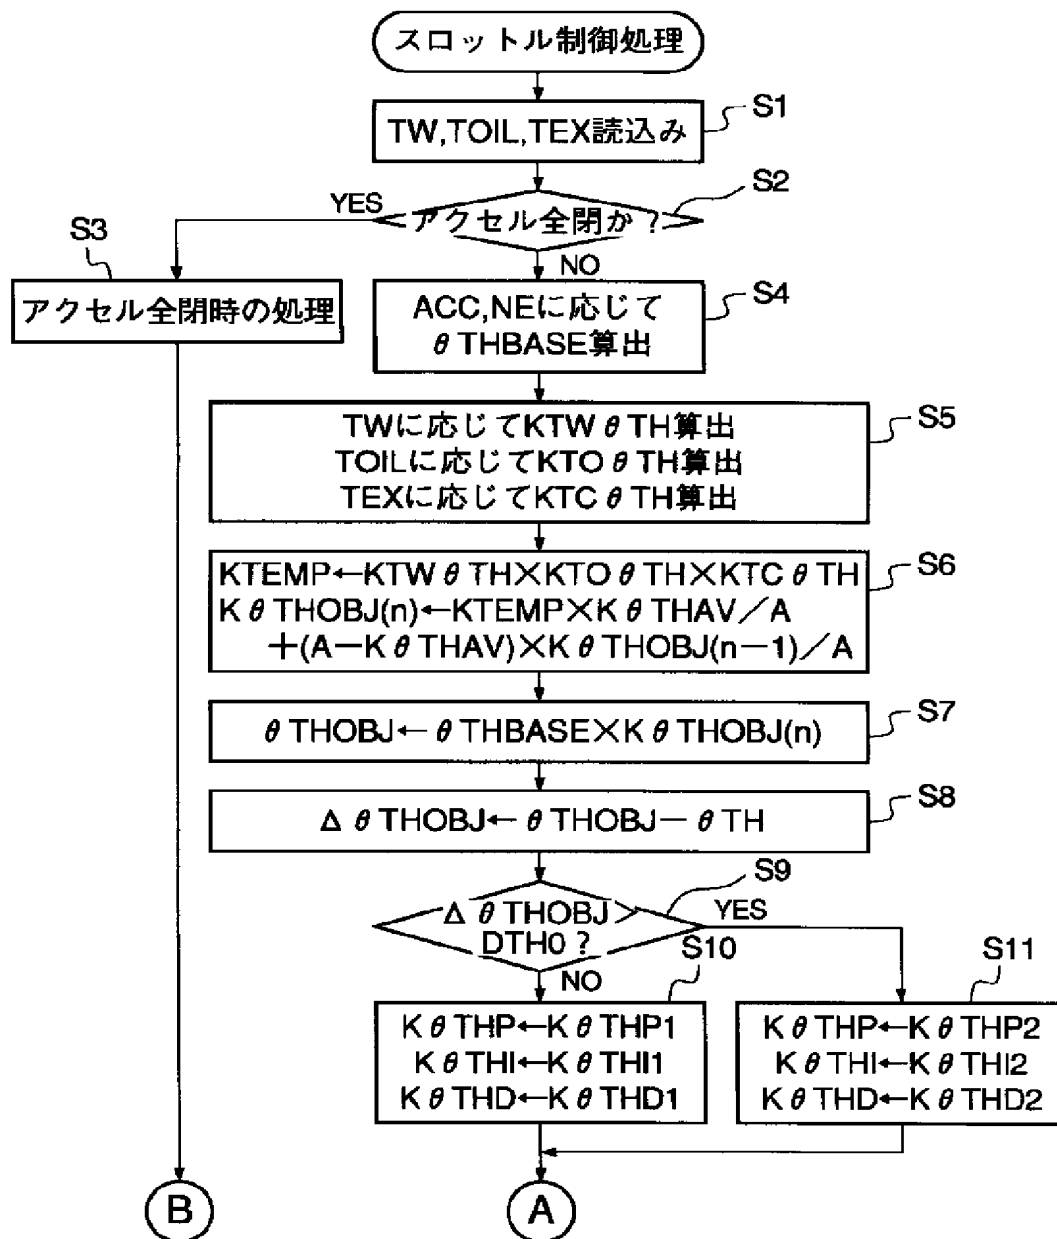 スロットル制御処理
S1
TW,TOIL,TEX読込み
S2
YES
アクセル全閉か？
S3
NO
アクセル全閉時の処理
S4
ACC,NEに応じて
θTHBASE算出
S5
TWに応じてKTWθTH算出
TOILに応じてKTOθTH算出
TEXに応じてKTCθTH算出
S6
KTEMP←KTWθTH×KTOθTH×KTCθTH
KθTHOBJ(n)←KTEMP×KθTHAV／A
＋(A－KθTHAV)×KθTHOBJ(n－1)／A
S7
θTHOBJ←θTHBASE×KθTHOBJ(n)
S8
ΔθTHOBJ←θTHOBJ－θTH
S9
ΔθTHOBJ＞
DTH0？
YES
NO
S10
KθTHP←KθTHP1
KθTHI←KθTHI1
KθTHD←KθTHD1
S11
KθTHP←KθTHP2
KθTHI←KθTHI2
KθTHD←KθTHD2
B
A